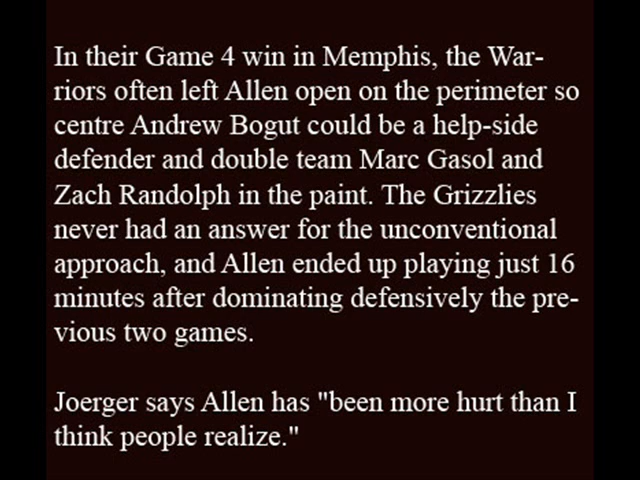 In their Game 4 win in Memphis, the War-
riors often left Allen open on the perimeter so
centre Andrew Bogut could be a help-side
defender and double team Marc Gasol and
Zach Randolph in the paint. The Grizzlies
never had an answer for the unconventional
approach, and Allen ended up playing just 16
minutes after dominating defensively the pre-
vious two games.
Joerger says Allen has "been more hurt than I
think people realize."